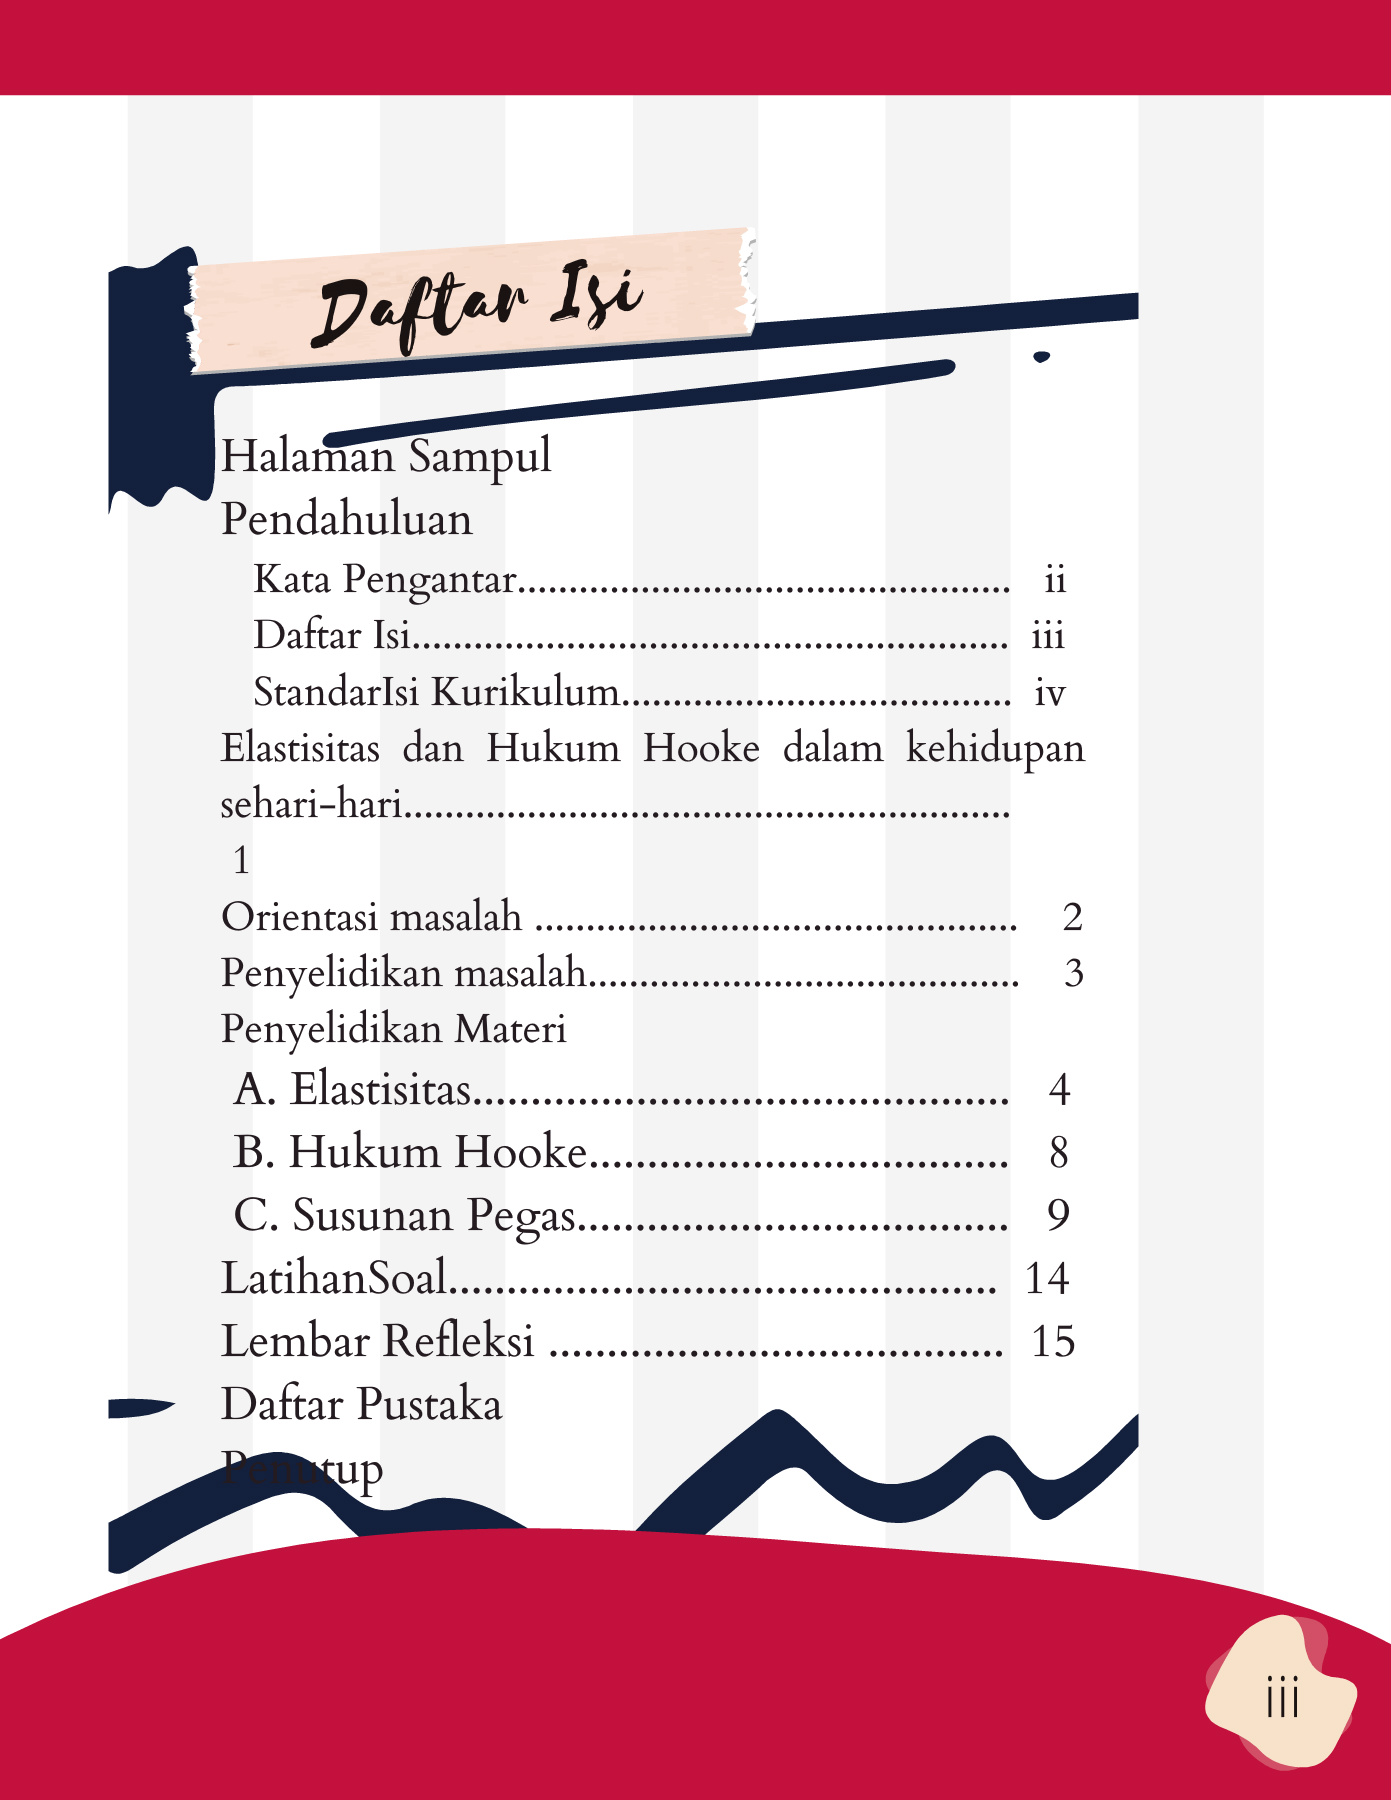 Daftar Isi
Halaman Sampul
Pendahuluan
Kata Pengantar................................................ ii
Daftar Isi.......................................................... iii
StandarIsi Kurikulum...................................... iv
Elastisitas dan Hukum Hooke dalam kehidupan
sehari-hari...........................................................
1
Orientasi masalah ............................................... 2
Penyelidikan masalah.......................................... 3
Penyelidikan Materi
A. Elastisitas.............................................. 4
B. Hukum Hooke.................................... 8
C. Susunan Pegas..................................... 9
LatihanSoal............................................... 14
Lembar Refleksi ....................................... 15
Daftar Pustaka
Penutup
iii